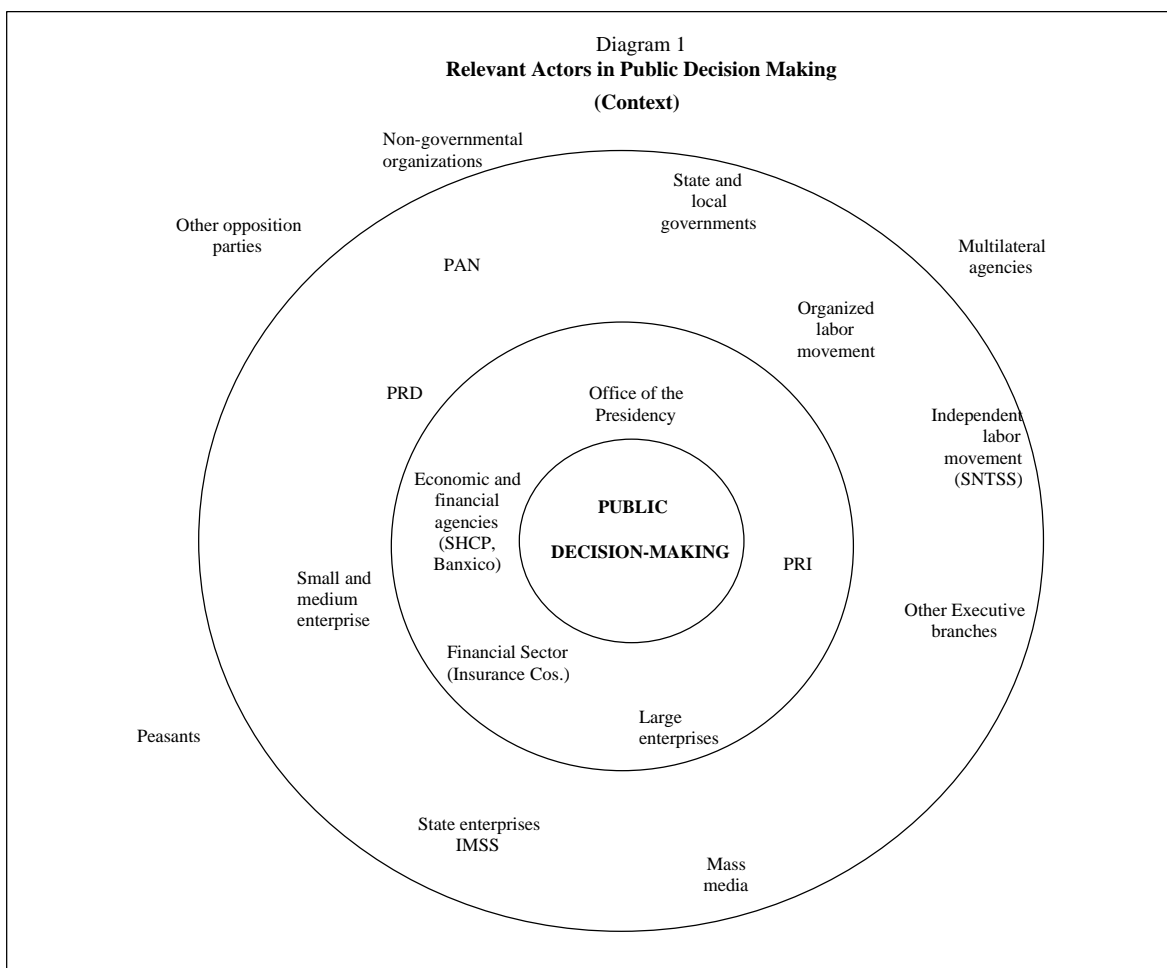 Diagram 1
Relevant Actors in Public Decision Making
(Context)
Non-governmental
organizations
State and
local
governments
Other opposition
parties
Multilateral
agencies
PAN
Organized
labor
movement
PRD
Office of the
Presidency
Independent
labor
movement
(SNTSS)
Economic and
financial
agencies
(SHCP,
Banxico)
PUBLIC
DECISION-MAKING
PRI
Small and
medium
enterprise
Other Executive
branches
Financial Sector
(Insurance Cos.)
Large
enterprises
Peasants
State enterprises
IMSS
Mass
media